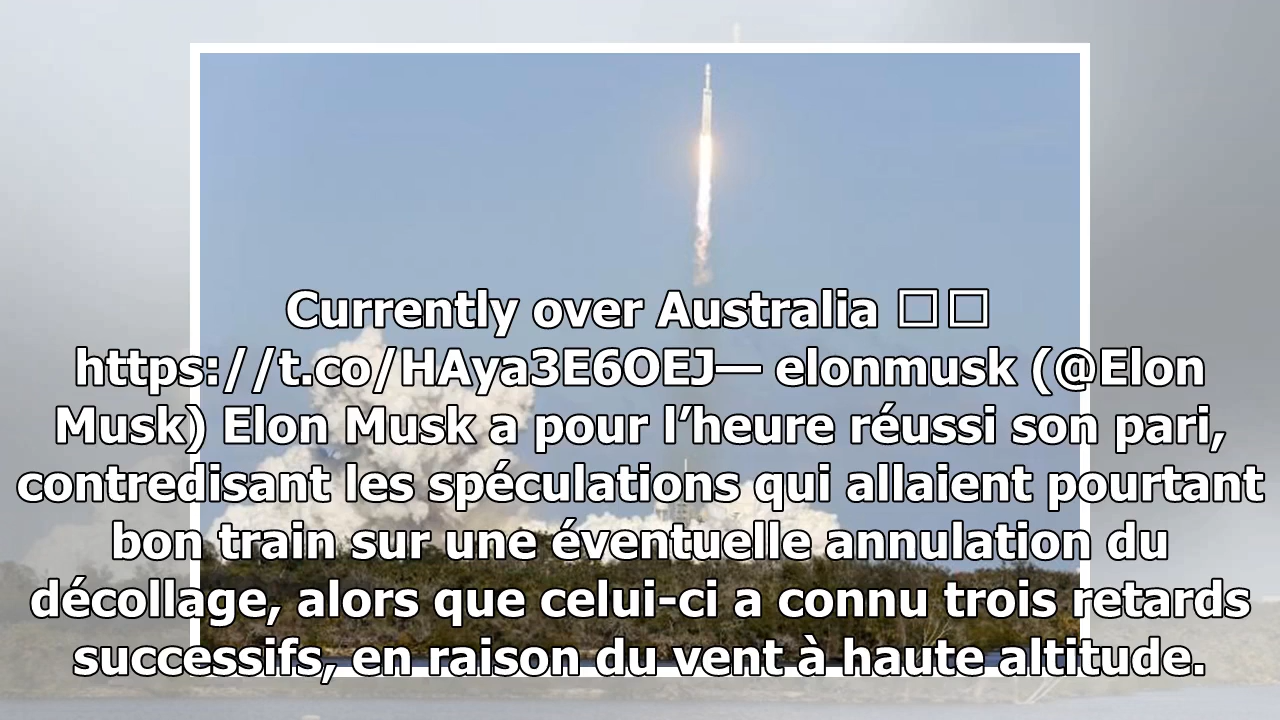 Currently over Australia □□
https://t.co/HAya3E6OEJ— elonmusk (@Elon
Musk) Elon Musk a pour l’heure réussi son pari,
contredisant les spéculations qui allaient pourtant
bon train sur une éventuelle annulation du
décollage, alors que celui-ci a connu trois retards
successifs, en raison du vent à haute altitude.